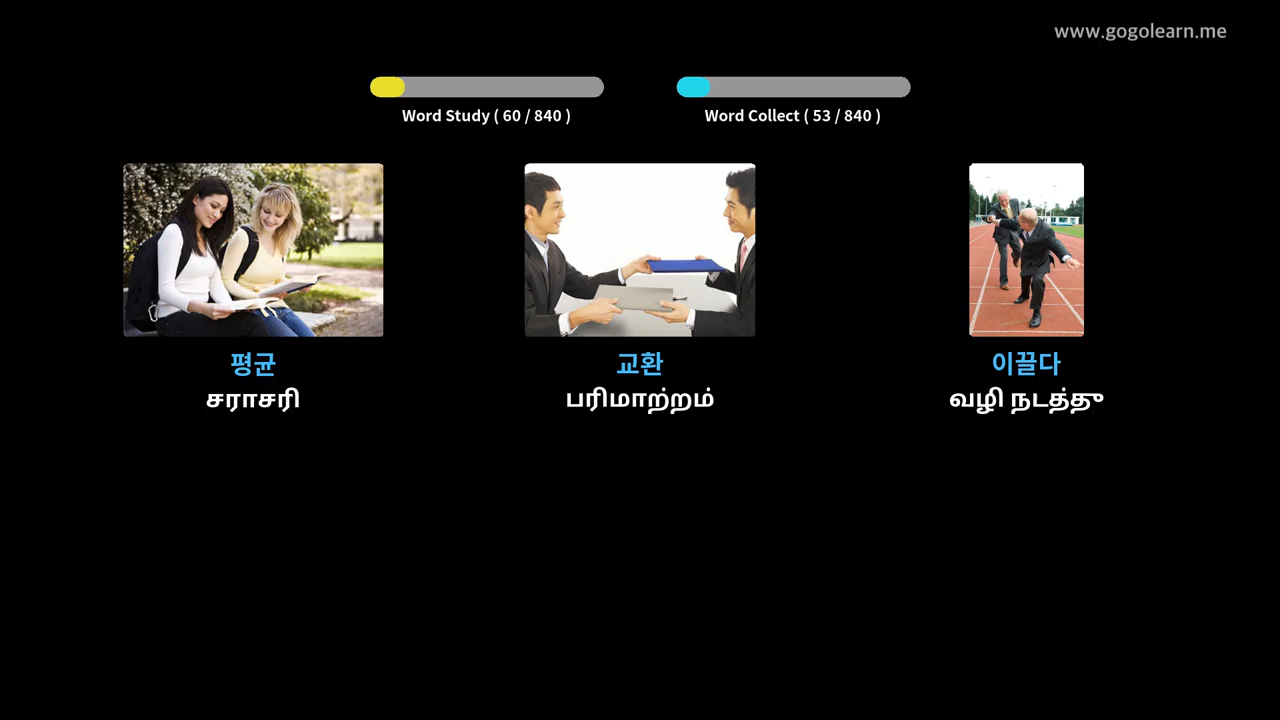 www.gogolearn.me
Word Study ( 60 / 840 )
Word Collect ( 53 / 840 )
평균
சராசரி
교환
பரிமாற்றம்
이끌다
வழி நடத்து